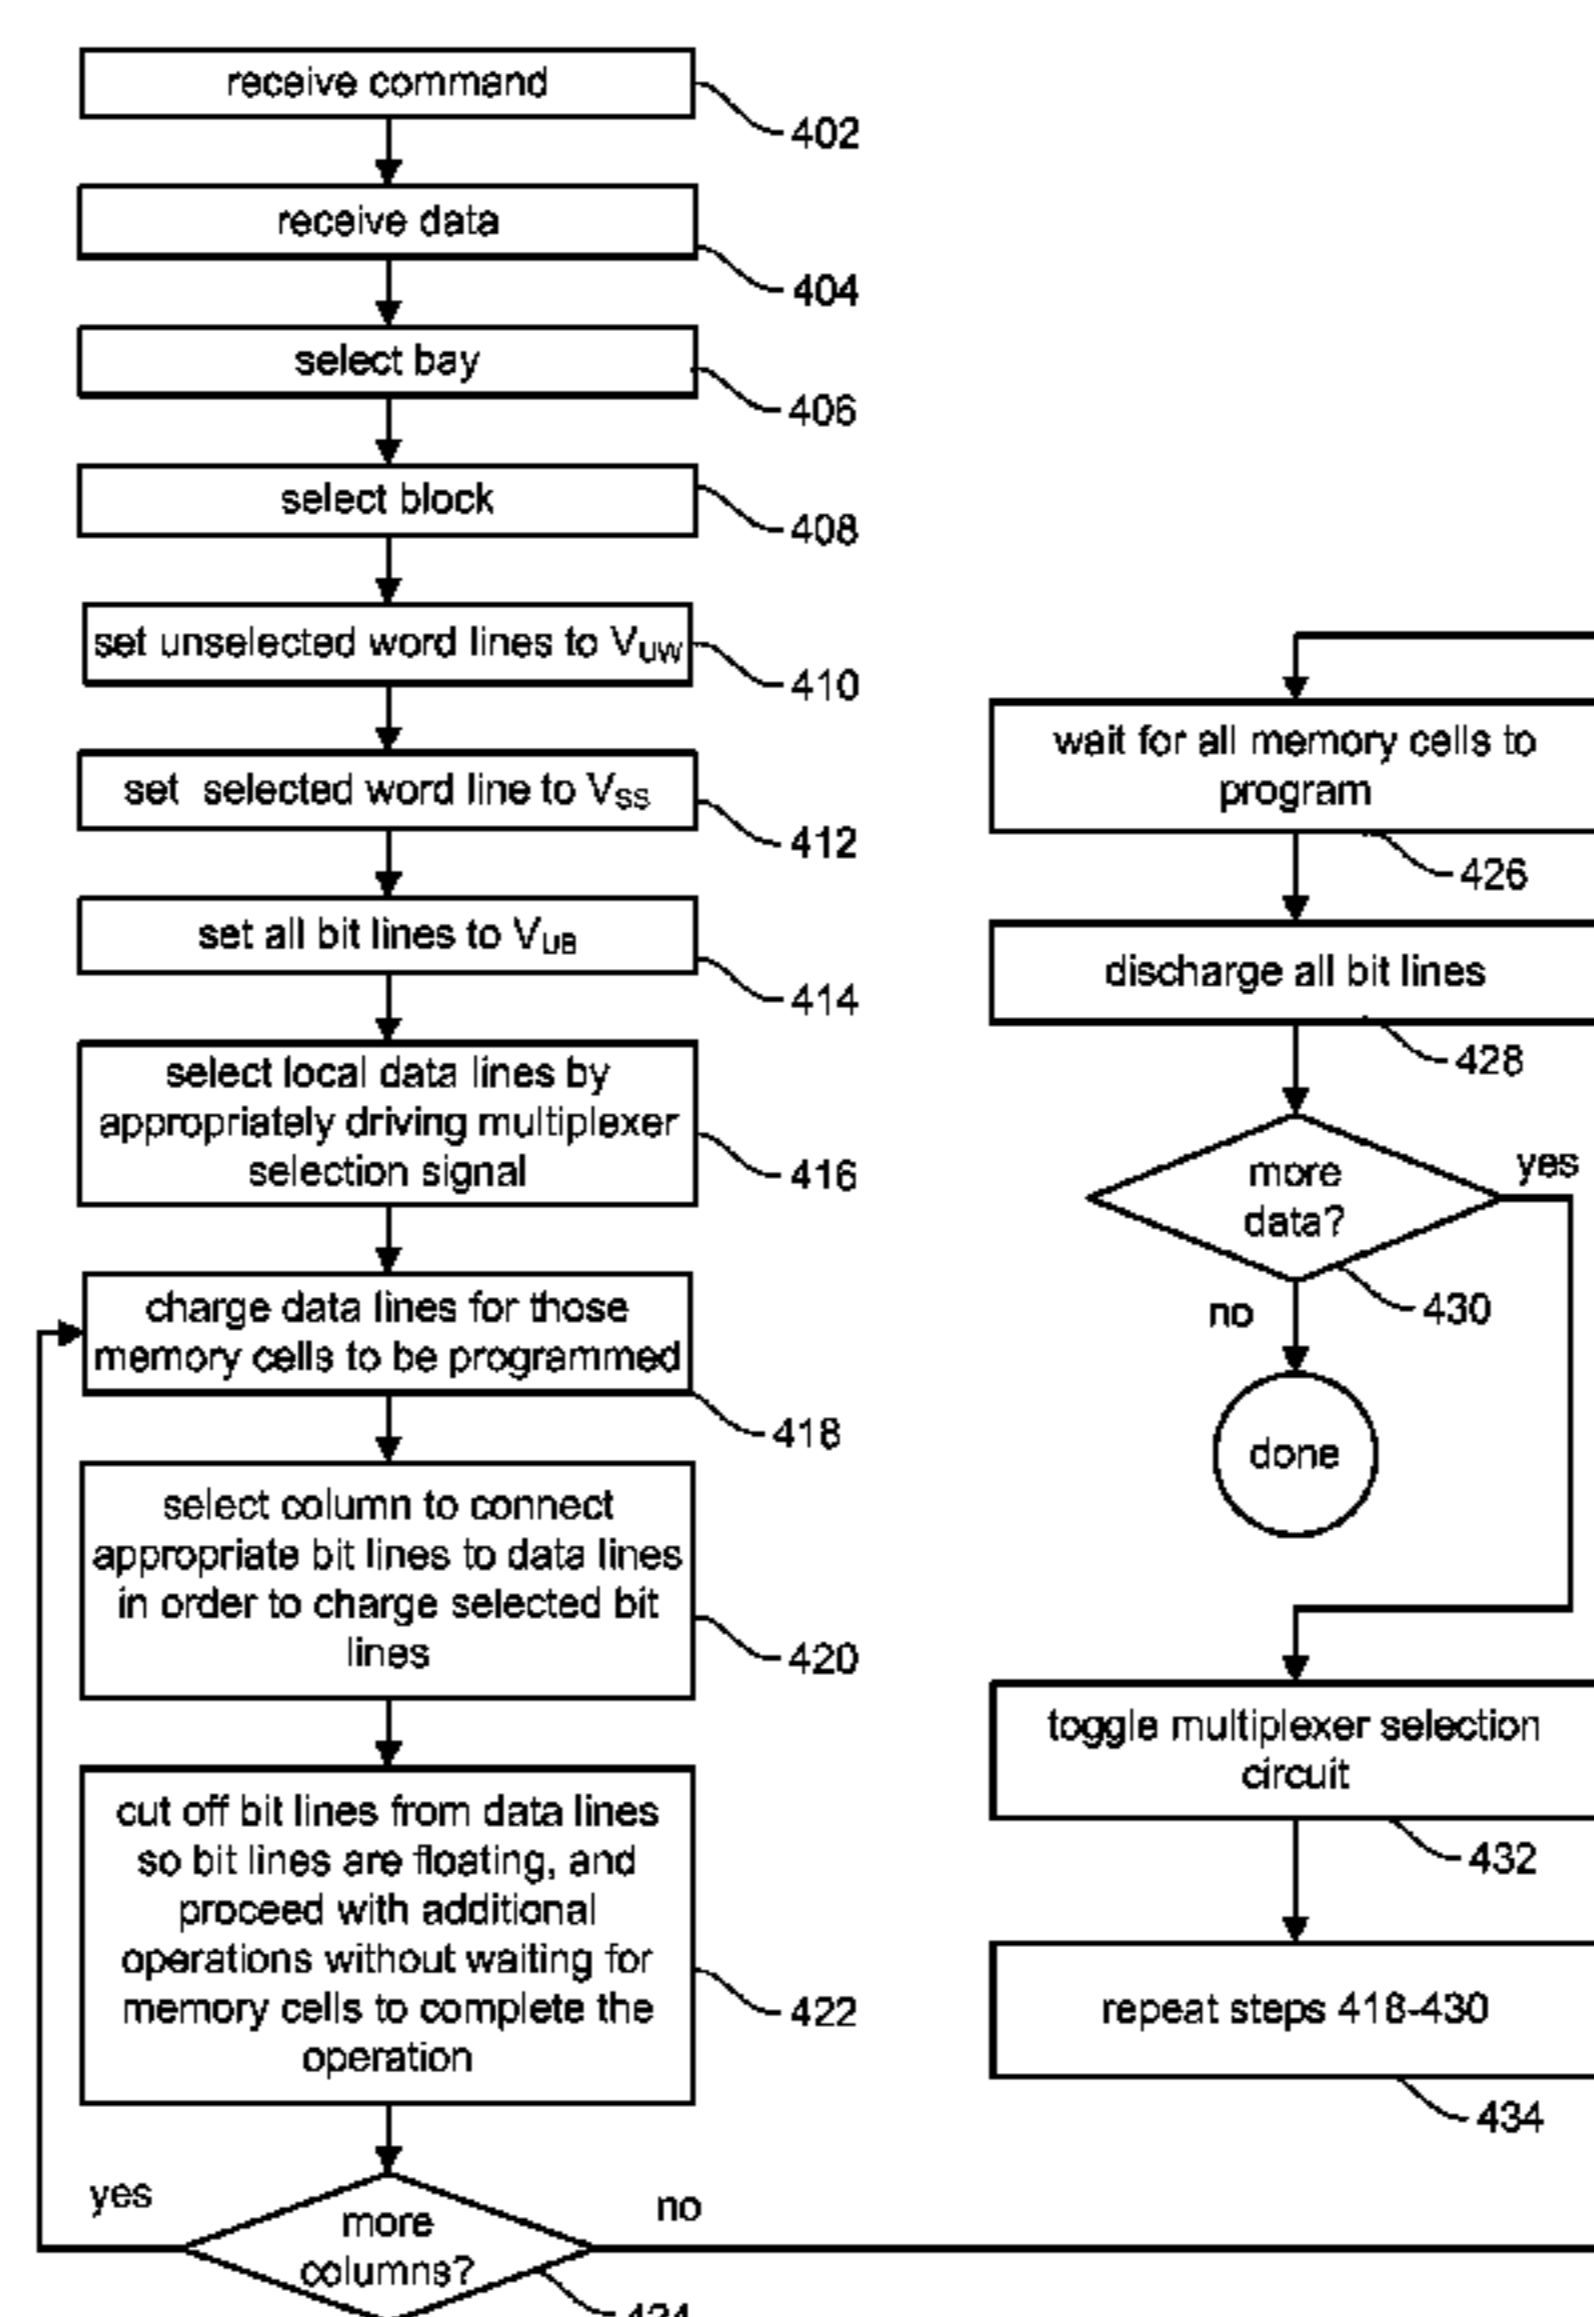 receive command
402
receive data
404
select bay
406
select block
408
set unselected word lines to VUW
410
set selected word line to VSS
412
set all bit lines to VUB
414
select local data lines by
appropriately driving multiplexer
selection signal
416
charge data lines for those
memory cells to be programmed
418
select column to connect
appropriate bit lines to data lines
in order to charge selected bit
lines
420
cut off bit lines from data lines
so bit lines are floating, and
proceed with additional
operations without waiting for
memory cells to complete the
operation
422
yes
more
columns?
no
424
wait for all memory cells to
program
426
discharge all bit lines
428
more
data?
yes
no
430
done
toggle multiplexer selection
circuit
432
repeat steps 418-430
434